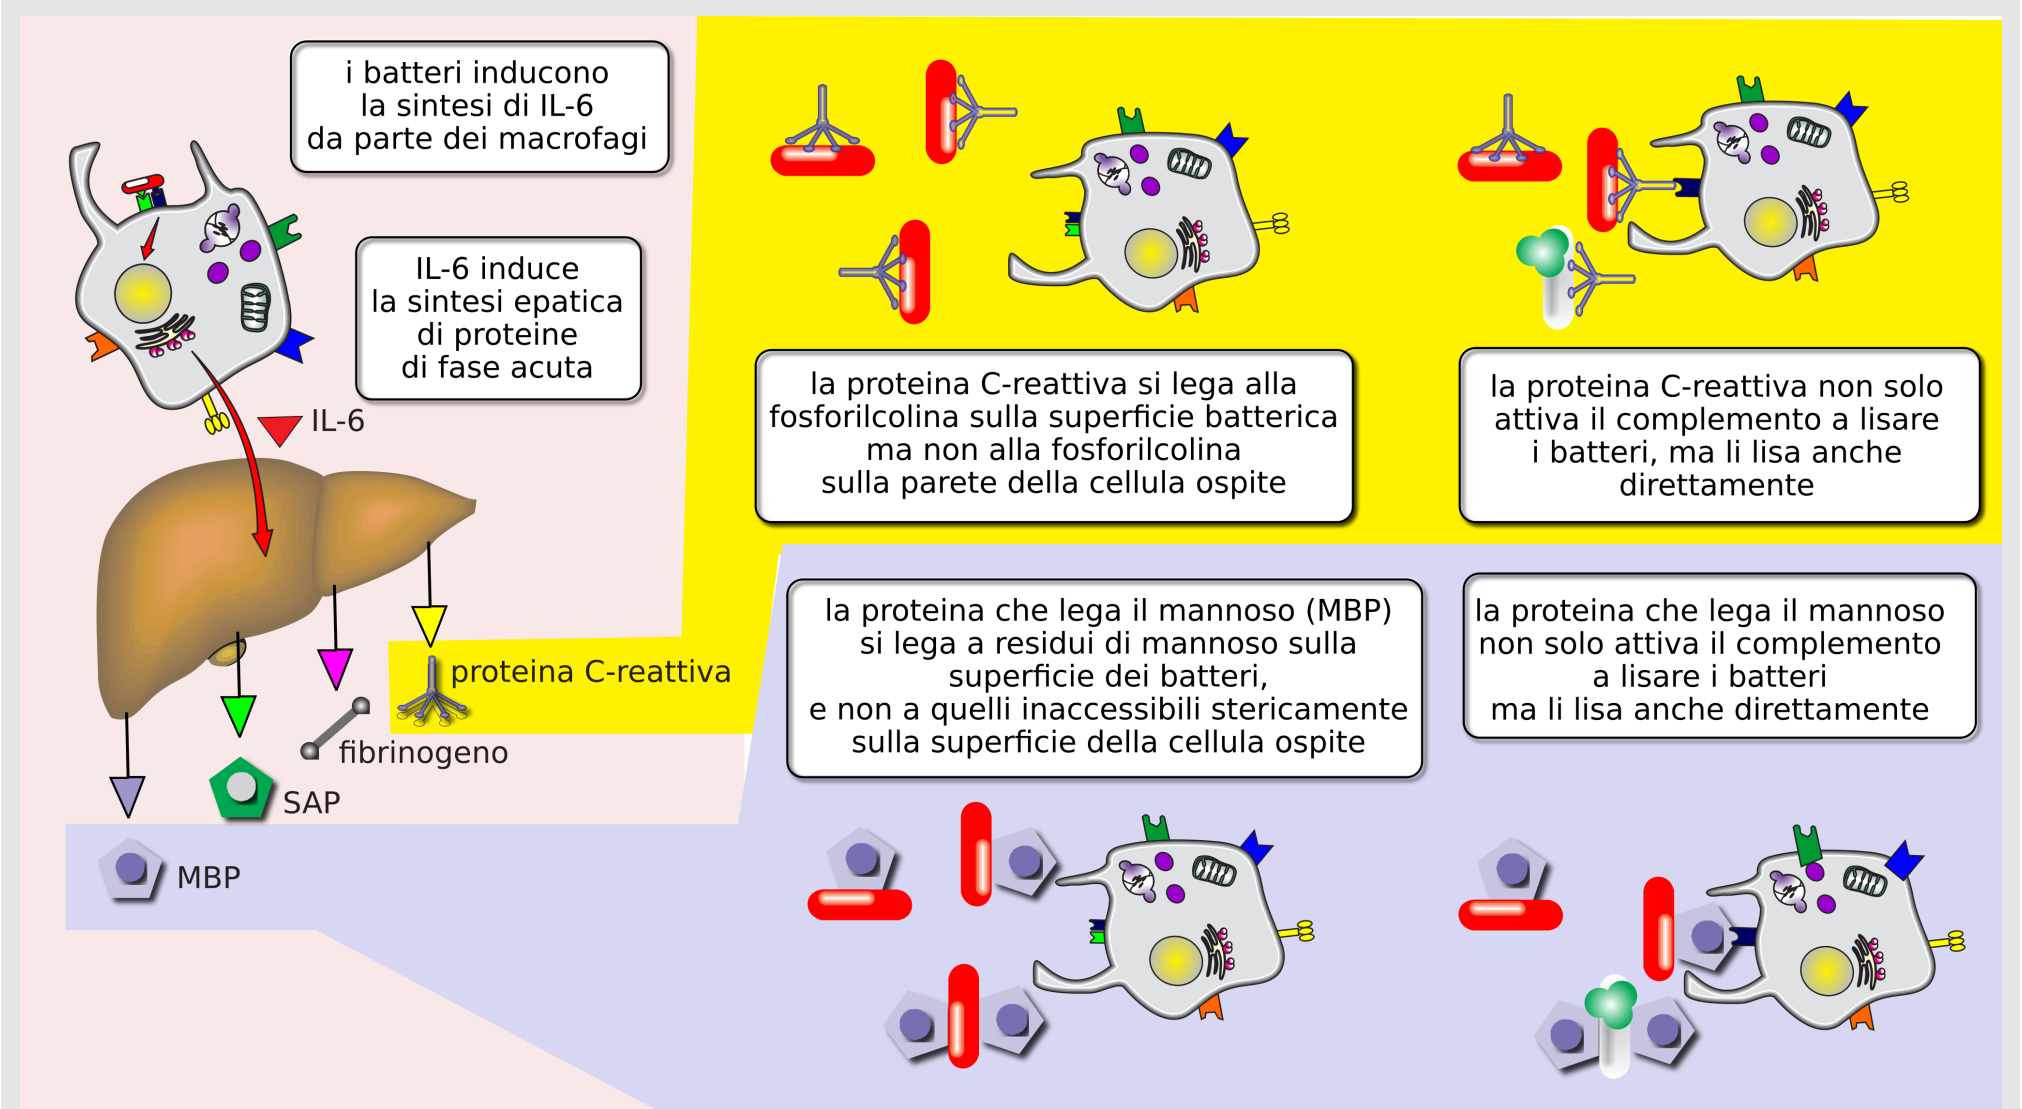 i batteri inducono
la sintesi di IL-6
da parte dei macrofagi
IL-6 induce
la sintesi epatica
di proteine
di fase acuta
IL-6
proteina C-reattiva
fibrinogeno
SAP
MBP
la proteina C-reattiva si lega alla
fosforilcolina sulla superficie batterica
ma non alla fosforilcolina
sulla parete della cellula ospite
la proteina C-reattiva non solo
attiva il complemento a lisare
i batteri, ma li lisa anche
direttamente
la proteina che lega il mannoso (MBP)
si lega a residui di mannoso sulla
superficie dei batteri,
e non a quelli inaccessibili stericamente
sulla superficie della cellula ospite
la proteina che lega il mannoso
non solo attiva il complemento
a lisare i batteri
ma li lisa anche direttamente